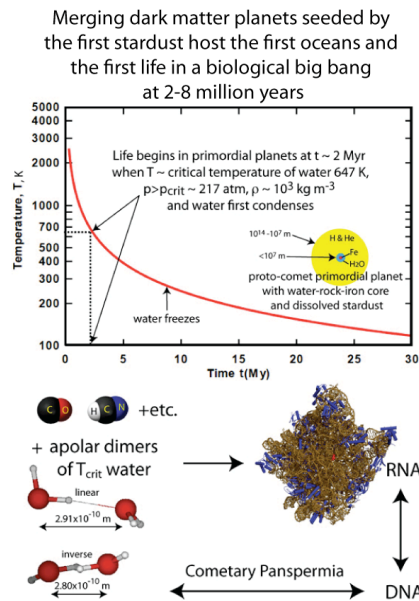 Merging dark matter planets seeded by
the first stardust host the first oceans and
the first life in a biological big bang
at 2-8 million years
5000
4000
3000
2000
1000
700
500
400
300
200
100
Temperature, T, K
Life begins in primordial planets at t ~ 2 Myr
when T ~ critical temperature of water 647 K,
p>pcrit ~ 217 atm, ρ ~ 10³ kg m-³
and water first condenses
10¹⁴-10⁷ m
<10⁷ m
H & He
Fe
H2O
proto-comet primordial planet
with water-rock-iron core
and dissolved stardust
water freezes
0 5 10 15 20 25 30
Time t(My)
C O H C N +etc.
+ apolar dimers
of Tcrit water
linear
2.91x10⁻¹⁰ m
inverse
2.80x10⁻¹⁰ m
RNA
Cometary Panspermia
DNA